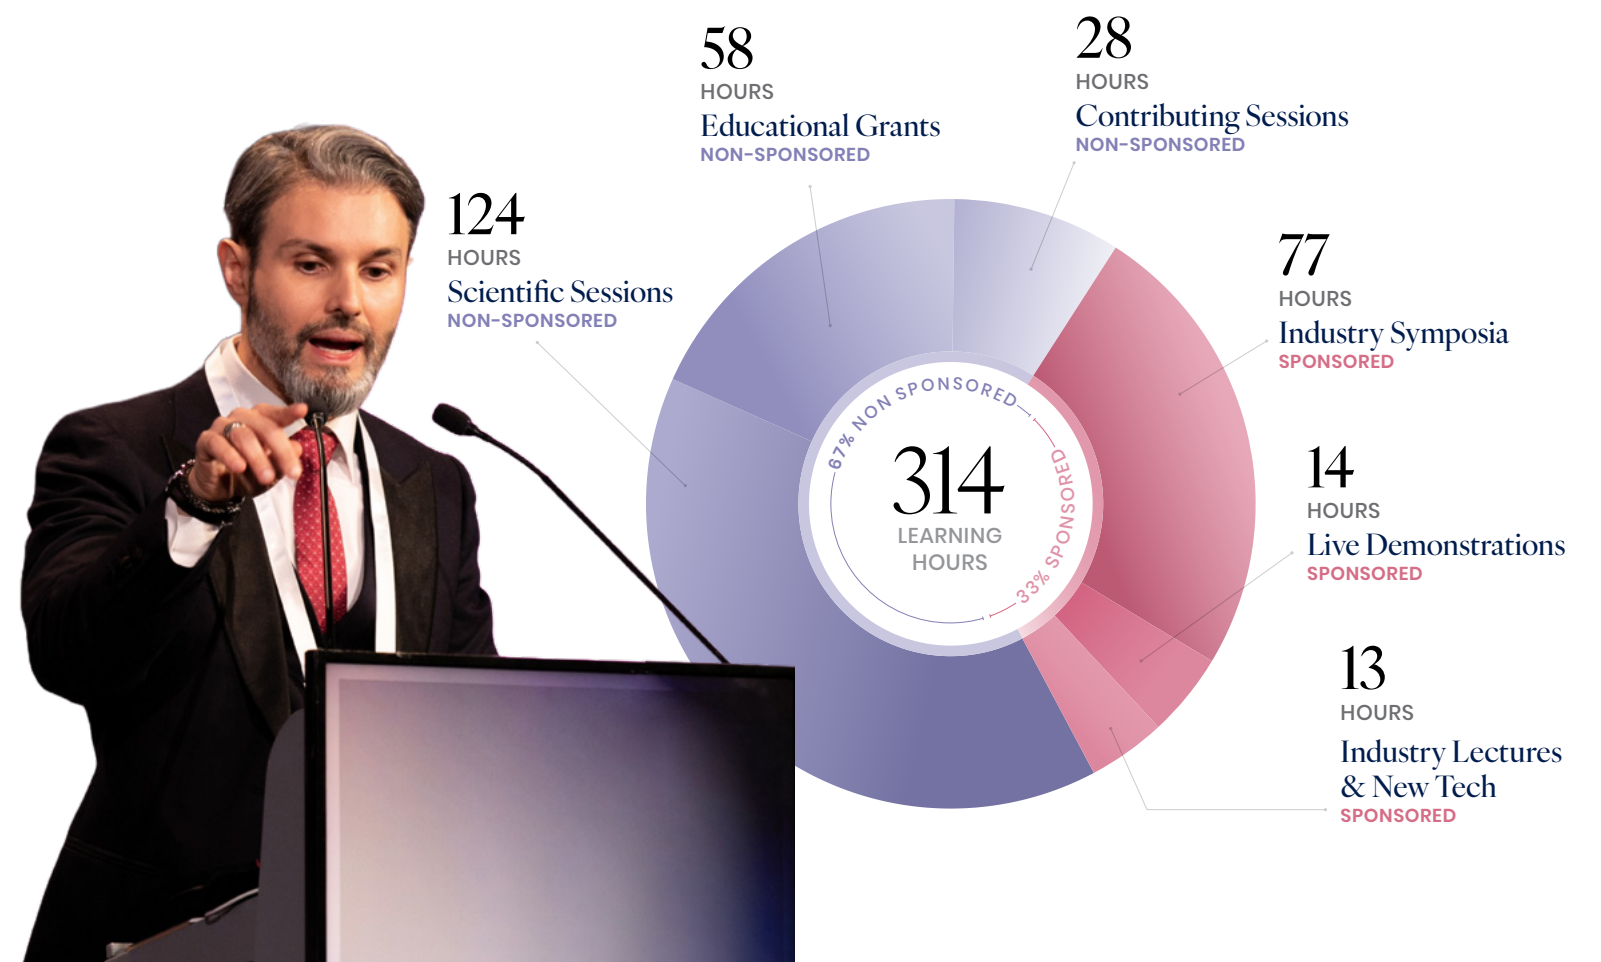 58
HOURS
Educational Grants
NON-SPONSORED
28
HOURS
Contributing Sessions
NON-SPONSORED
124
HOURS
Scientific Sessions
NON-SPONSORED
77
HOURS
Industry Symposia
SPONSORED
67% NON SPONSORED
33% SPONSORED
314
LEARNING
HOURS
14
HOURS
Live Demonstrations
SPONSORED
13
HOURS
Industry Lectures
& New Tech
SPONSORED